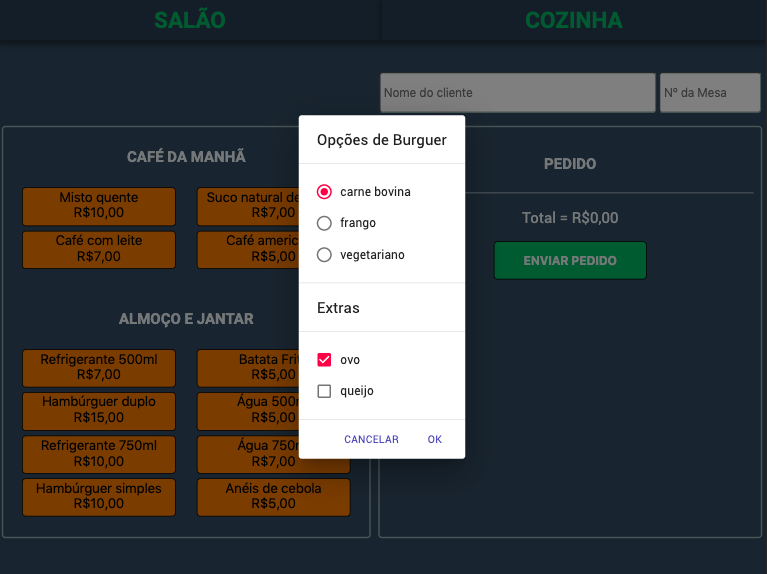 SALÃO
COZINHA
Nome do cliente
Nº da Mesa
CAFÉ DA MANHÃ
Misto quente
R$10,00
Suco natural de
R$7,00
Café com leite
R$7,00
Café americ
R$5,00
ALMOÇO E JANTAR
Refrigerante 500ml
R$7,00
Batata Frit
R$5,00
Hambúrguer duplo
R$15,00
Água 500m
R$5,00
Refrigerante 750ml
R$10,00
Água 750m
R$7,00
Hambúrguer simples
R$10,00
Anéis de cebola
R$5,00
Opções de Burguer
carne bovina
frango
vegetariano
Extras
ovo
queijo
CANCELAR
OK
PEDIDO
Total = R$0,00
ENVIAR PEDIDO